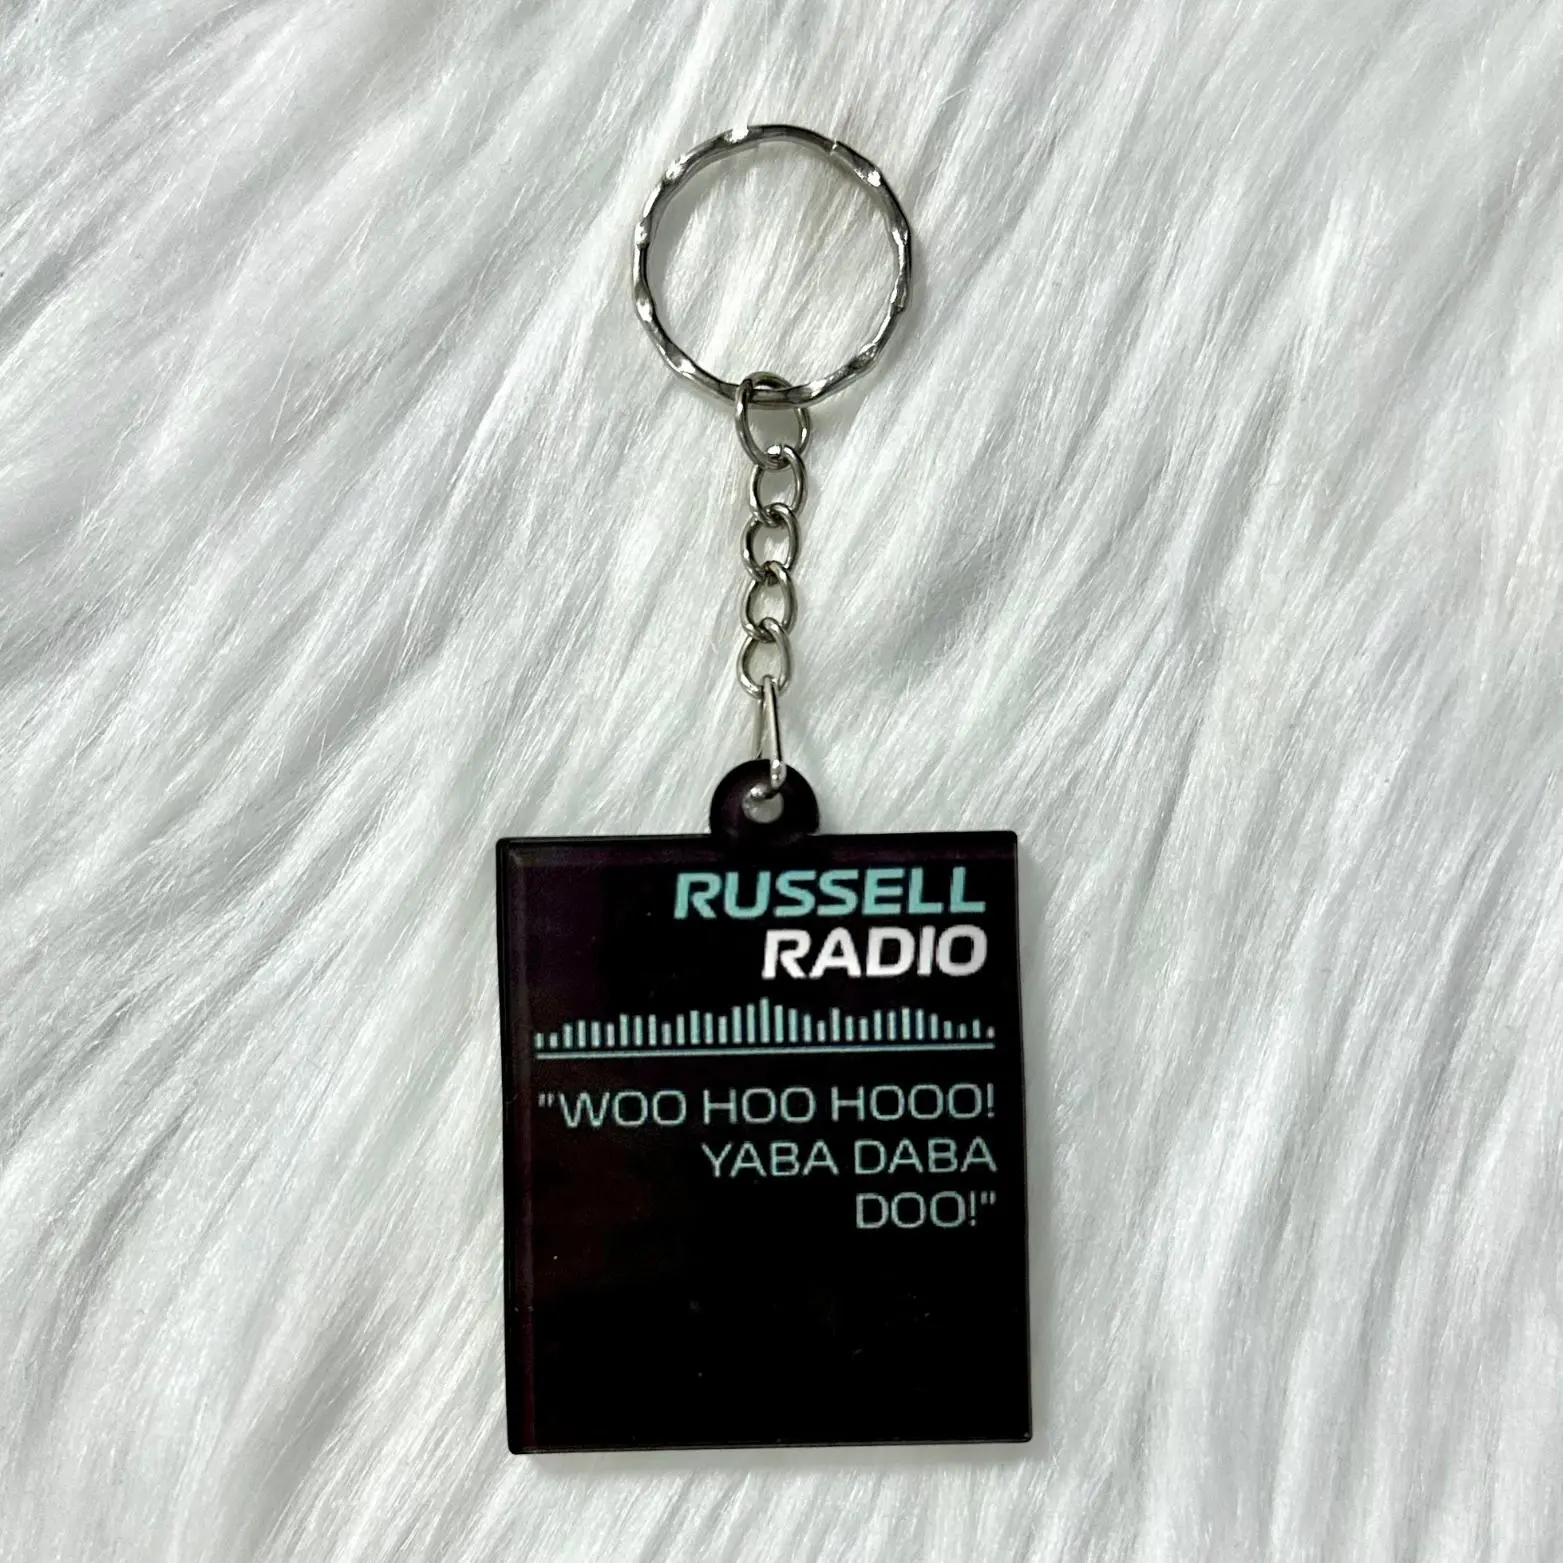 RUSSELL
RADIO
"WOO HOO HOOO!
YABA DABA
DOO!"